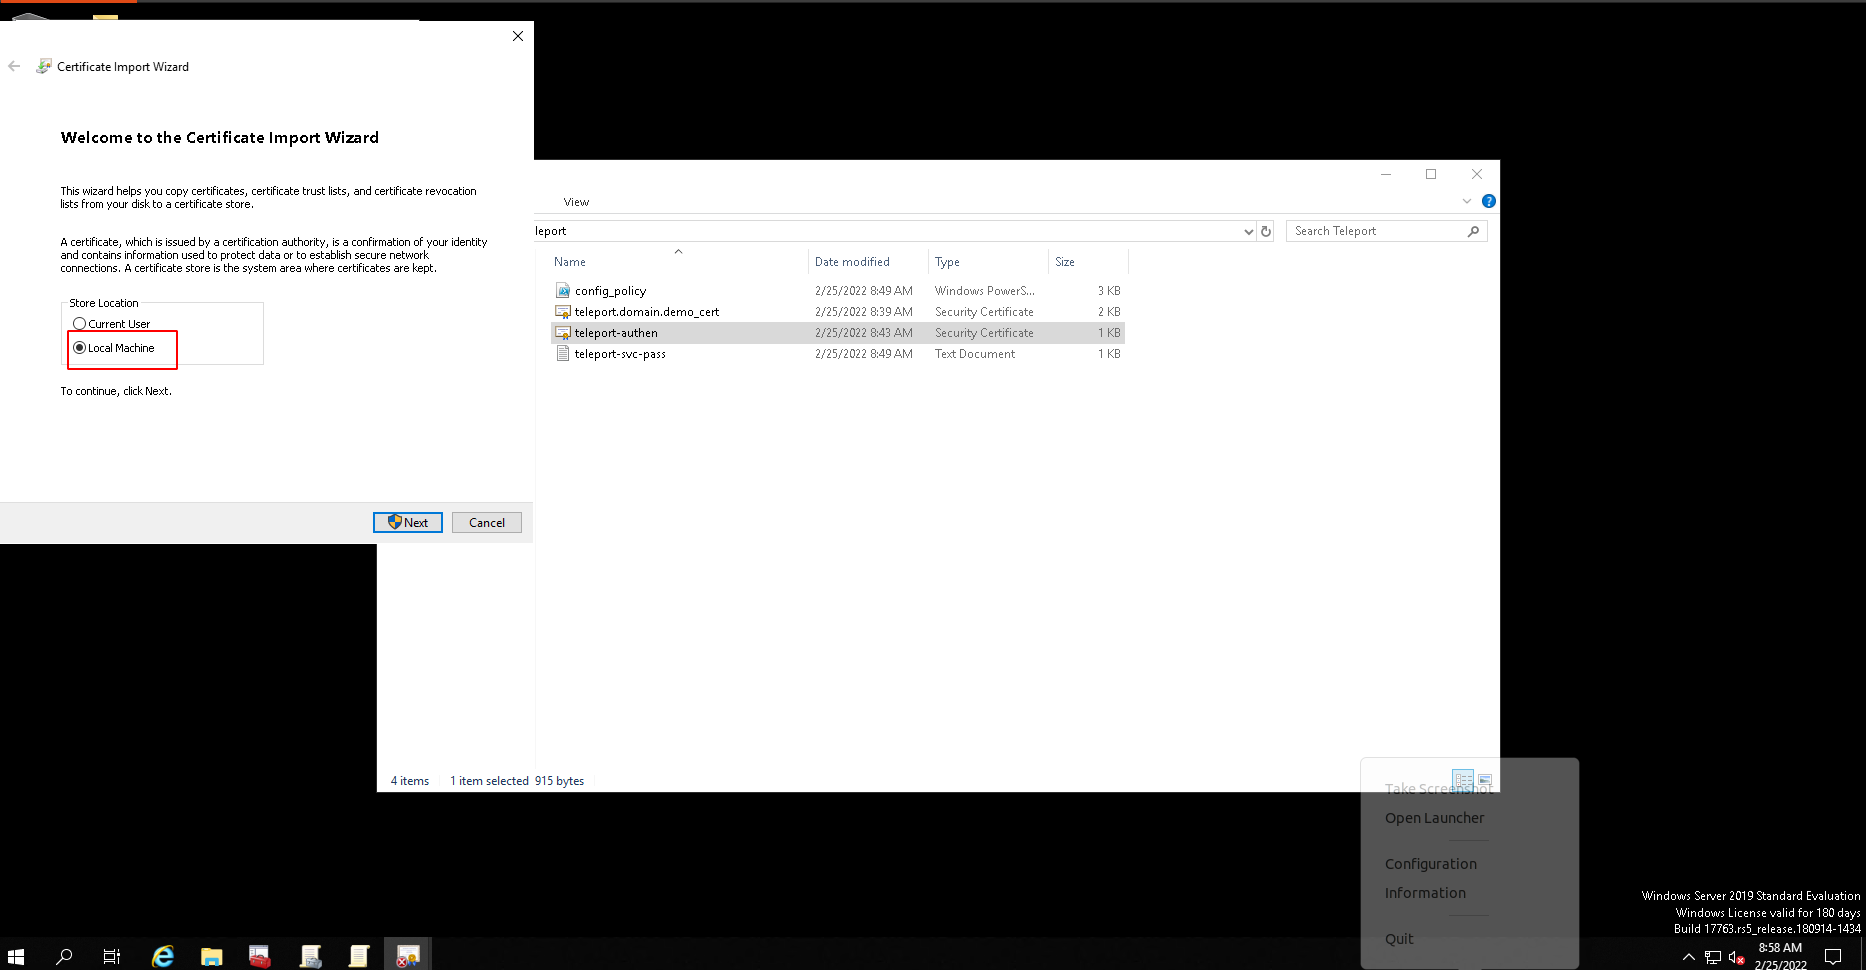 Certificate Import Wizard
Welcome to the Certificate Import Wizard
This wizard helps you copy certificates, certificate trust lists, and certificate revocation
lists from your disk to a certificate store.
A certificate, which is issued by a certification authority, is a confirmation of your identity
and contains information used to protect data or to establish secure network
connections. A certificate store is the system area where certificates are kept.
Store Location
Current User
Local Machine
To continue, click Next.
Next Cancel
View
leport
Search Teleport
Name Date modified Type Size
config_policy 2/25/2022 8:49 AM Windows PowerS... 3 KB
teleport.domain.demo_cert 2/25/2022 8:39 AM Security Certificate 2 KB
teleport-authen 2/25/2022 8:43 AM Security Certificate 1 KB
teleport-svc-pass 2/25/2022 8:49 AM Text Document 1 KB
4 items 1 item selected 915 bytes
Take Screenshot
Open Launcher
Configuration
Information
Quit
Windows Server 2019 Standard Evaluation
Windows License valid for 180 days
Build 17763.rs5_release.180914-1434
8:58 AM
2/25/2022